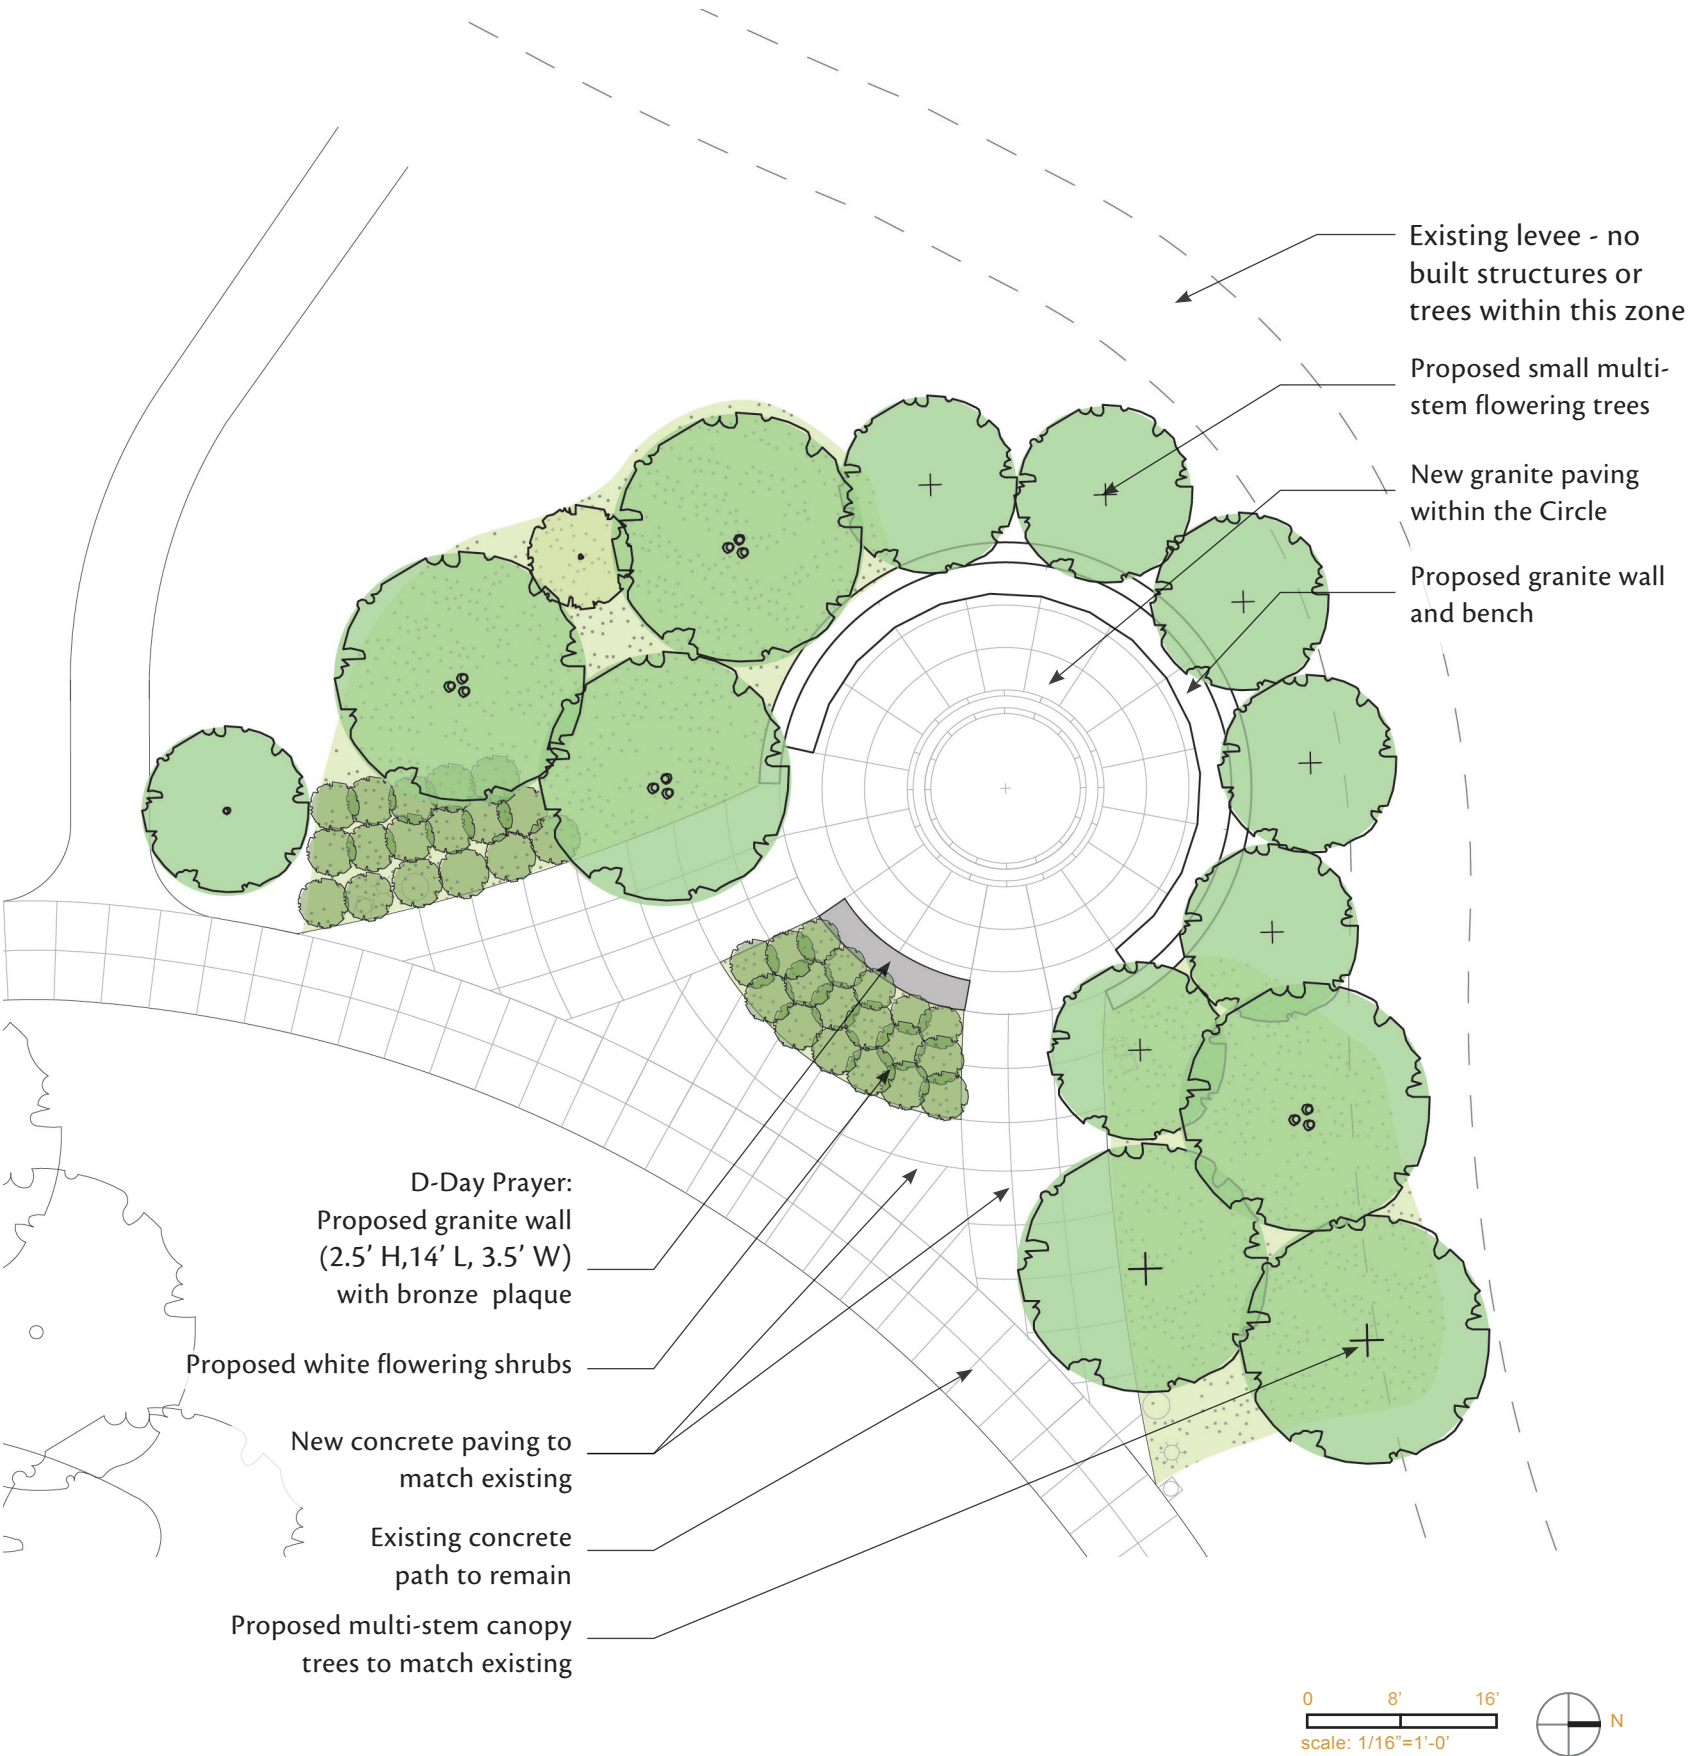 Existing levee - no
built structures or
trees within this zone
Proposed small multi-
stem flowering trees
New granite paving
within the Circle
Proposed granite wall
and bench
D-Day Prayer:
Proposed granite wall
(2.5’ H,14’ L, 3.5’ W)
with bronze plaque
Proposed white flowering shrubs
New concrete paving to
match existing
Existing concrete
path to remain
Proposed multi-stem canopy
trees to match existing
0 8’ 16’
scale: 1/16”=1’-0’
N